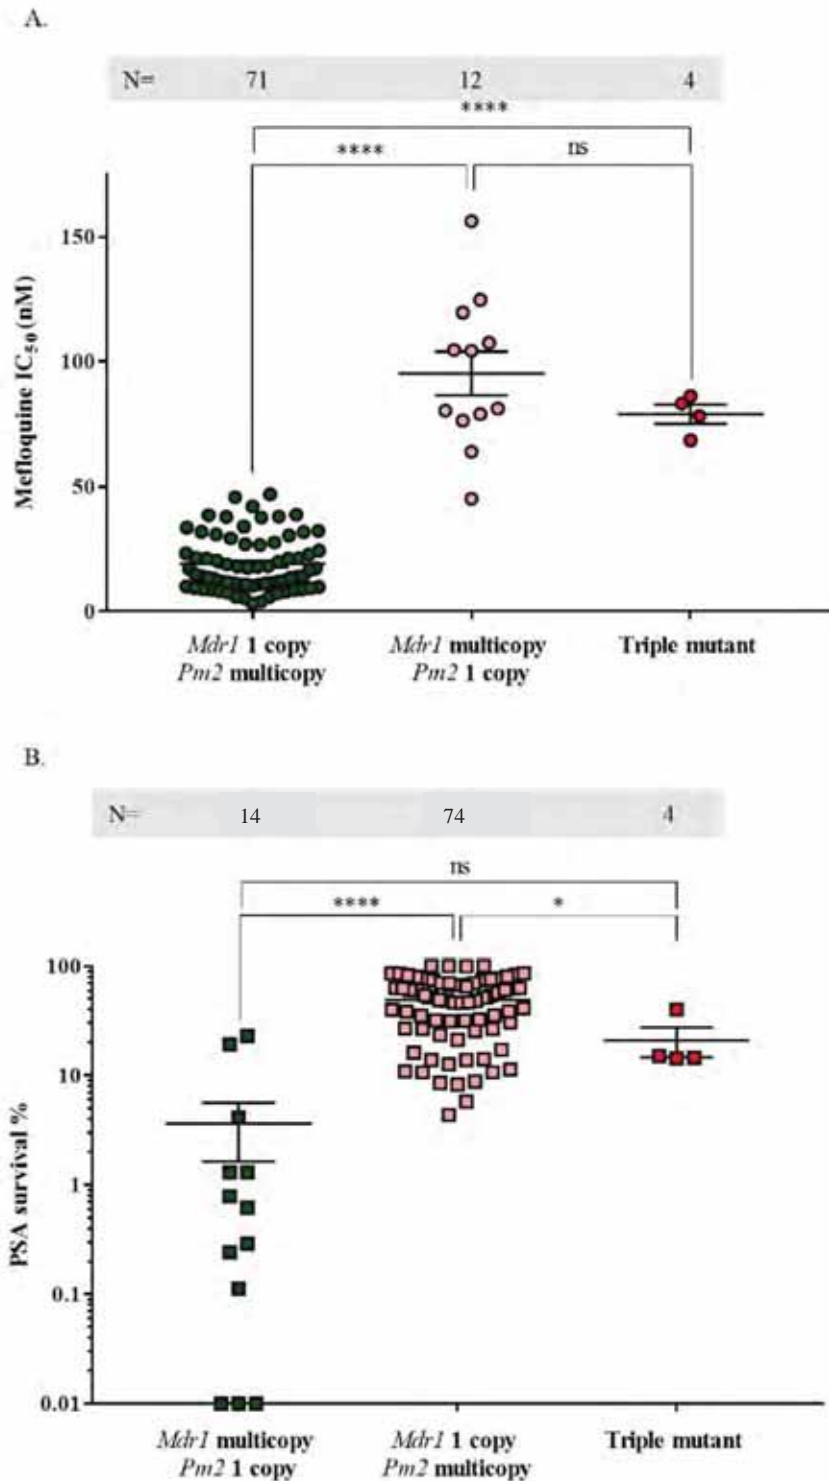 A.
N= 71 12 4
****
**** ns
150
100
50
0
Mefloquine IC50 (nM)
Mdr1 1 copy Mdr1 multicopy Triple mutant
Pm2 multicopy Pm2 1 copy
B.
N= 14 74 4
ns
**** *
100
10
1
0.1
0.01
PSA survival %
Mdr1 multicopy Mdr1 1 copy Triple mutant
Pm2 1 copy Pm2 multicopy